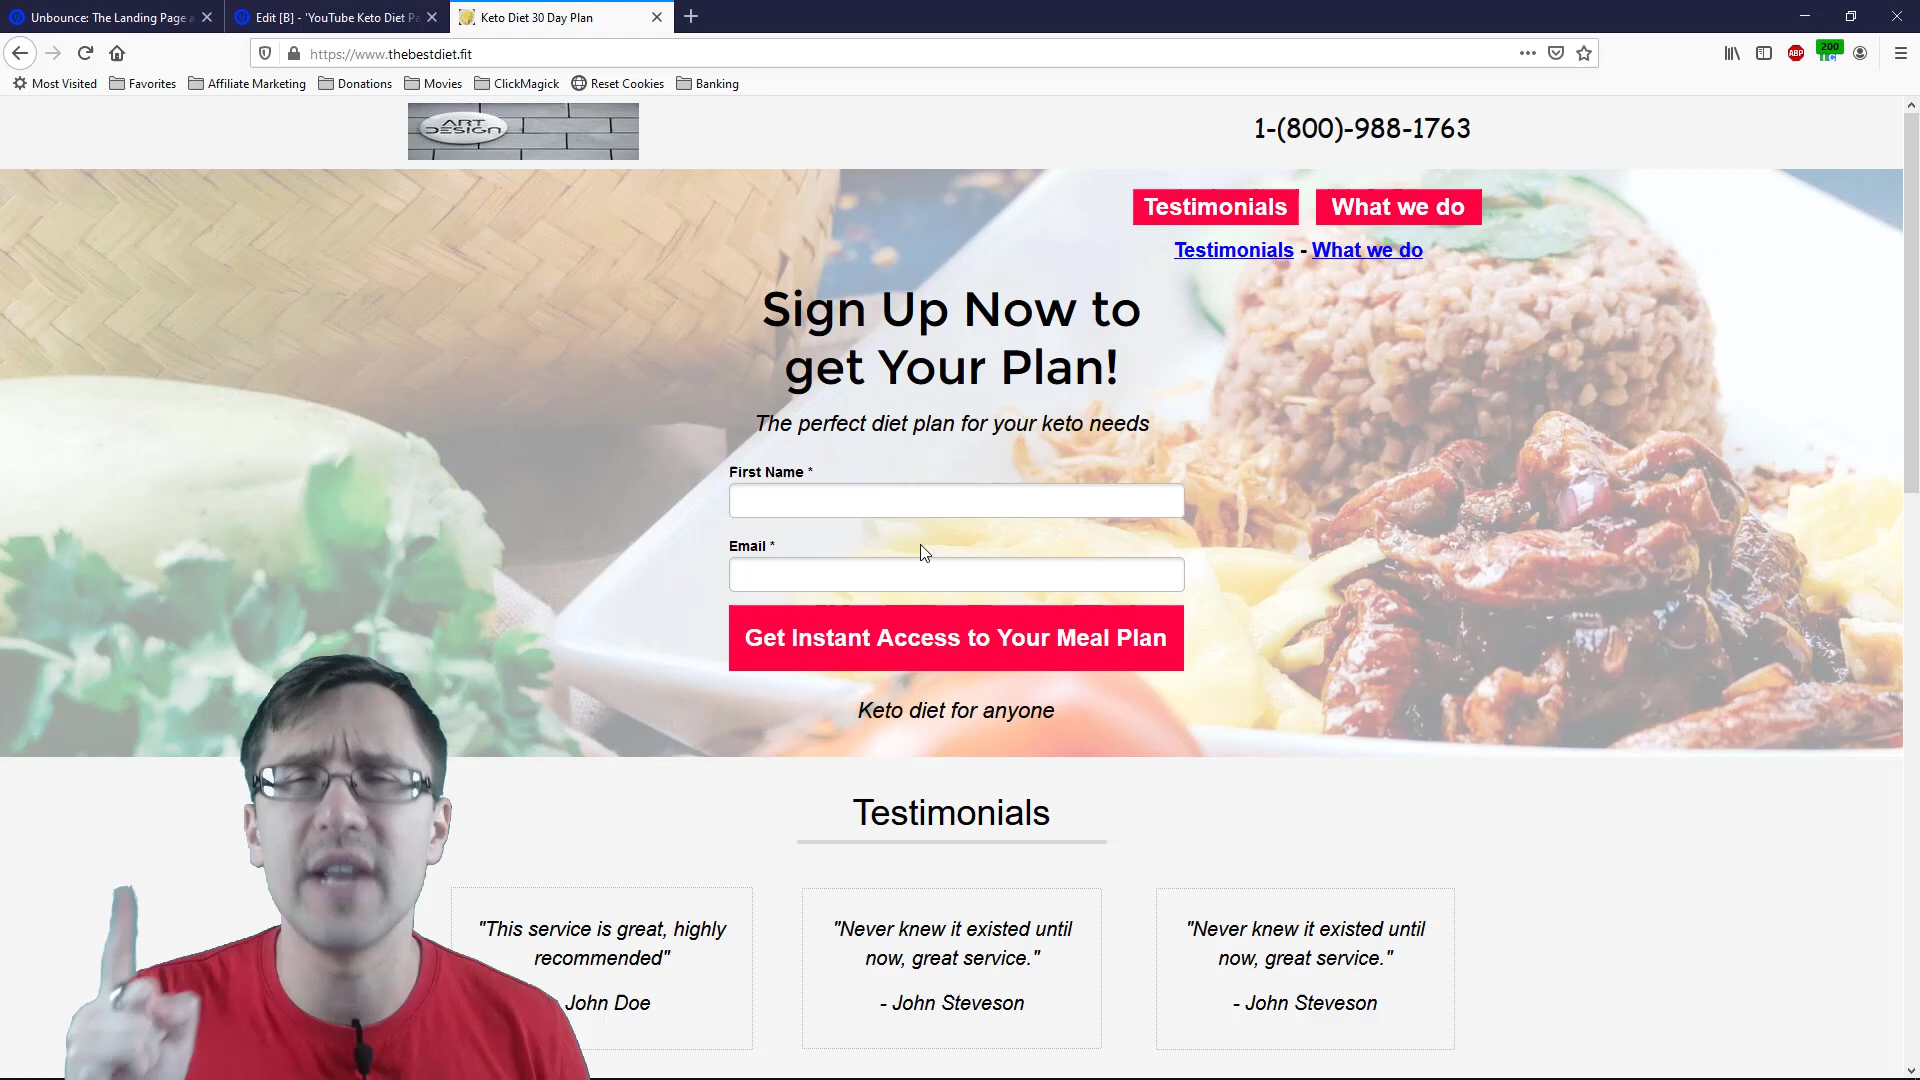 Unbounce: The Landing Page a
Edit [B] - 'YouTube Keto Diet Pa
Keto Diet 30 Day Plan
https://www.thebestdiet.fit
ABP
200
Most Visited
Favorites
Affiliate Marketing
Donations
Movies
ClickMagick
Reset Cookies
Banking
ART
DESIGN
1-(800)-988-1763
Testimonials
What we do
Testimonials - What we do
Sign Up Now to
get Your Plan!
The perfect diet plan for your keto needs
First Name *
Email *
Get Instant Access to Your Meal Plan
Keto diet for anyone
Testimonials
"This service is great, highly
recommended"
John Doe
"Never knew it existed until
now, great service."
- John Steveson
"Never knew it existed until
now, great service."
- John Steveson